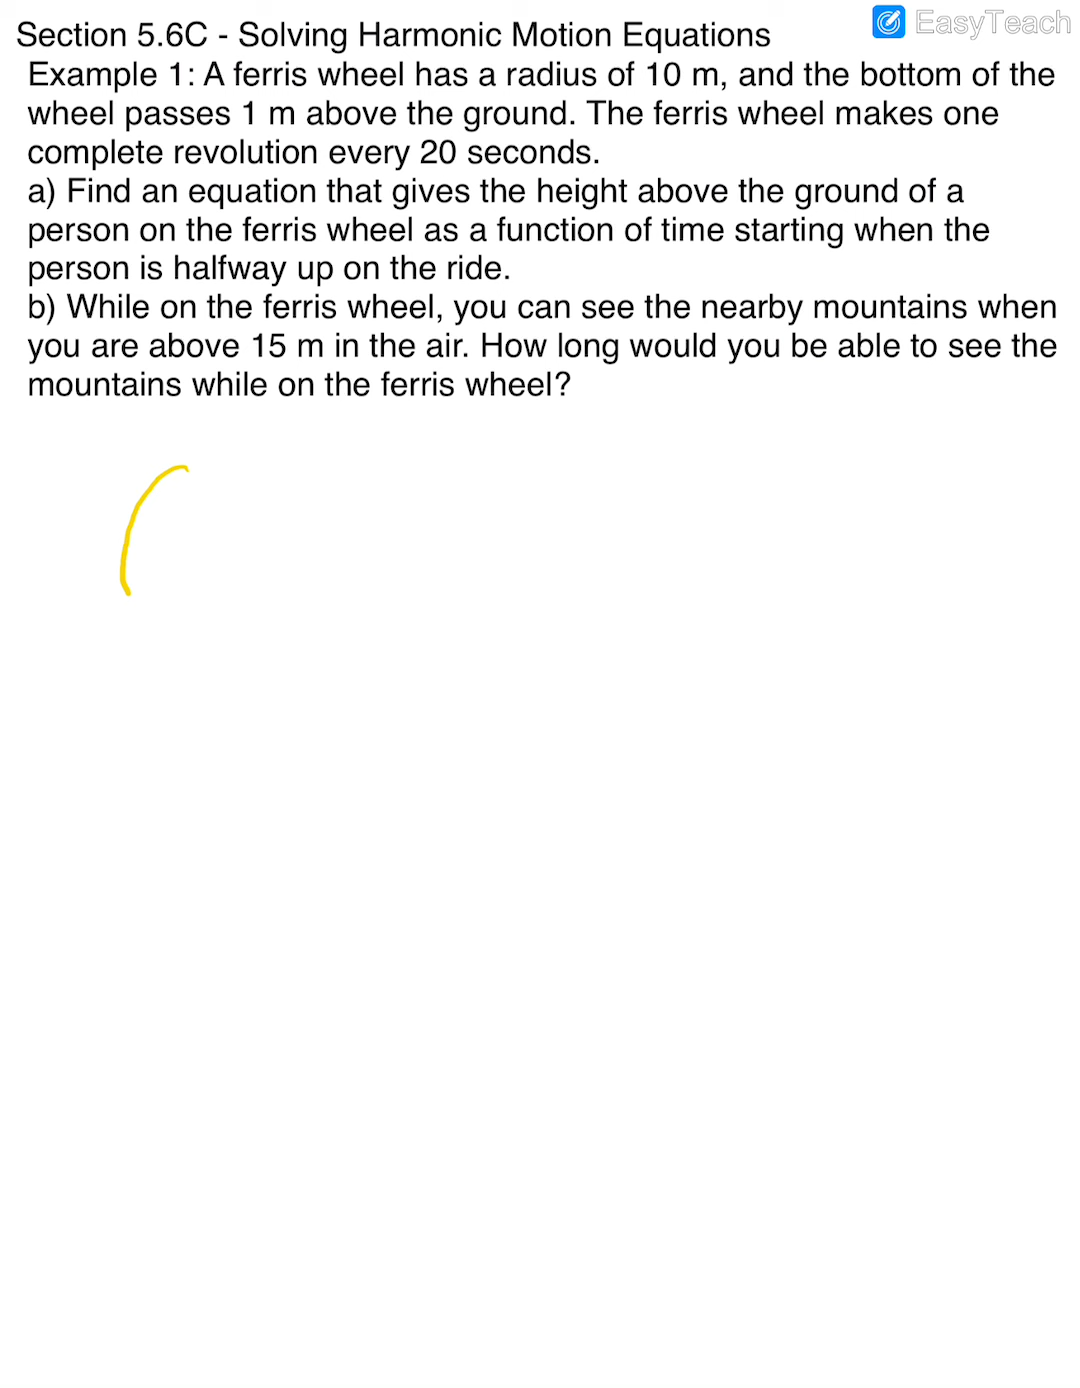 Section 5.6C - Solving Harmonic Motion Equations
EasyTeach
Example 1: A ferris wheel has a radius of 10 m, and the bottom of the
wheel passes 1 m above the ground. The ferris wheel makes one
complete revolution every 20 seconds.
a) Find an equation that gives the height above the ground of a
person on the ferris wheel as a function of time starting when the
person is halfway up on the ride.
b) While on the ferris wheel, you can see the nearby mountains when
you are above 15 m in the air. How long would you be able to see the
mountains while on the ferris wheel?